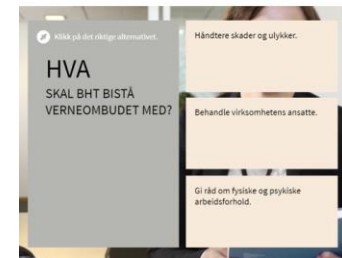 Klikk på det riktige alternativet.
HVA
SKAL BHT BISTÅ
VERNEOMBUDET MED?
Håndtere skader og ulykker.
Behandle virksomhetens ansatte.
Gi råd om fysiske og psykiske
arbeidsforhold.